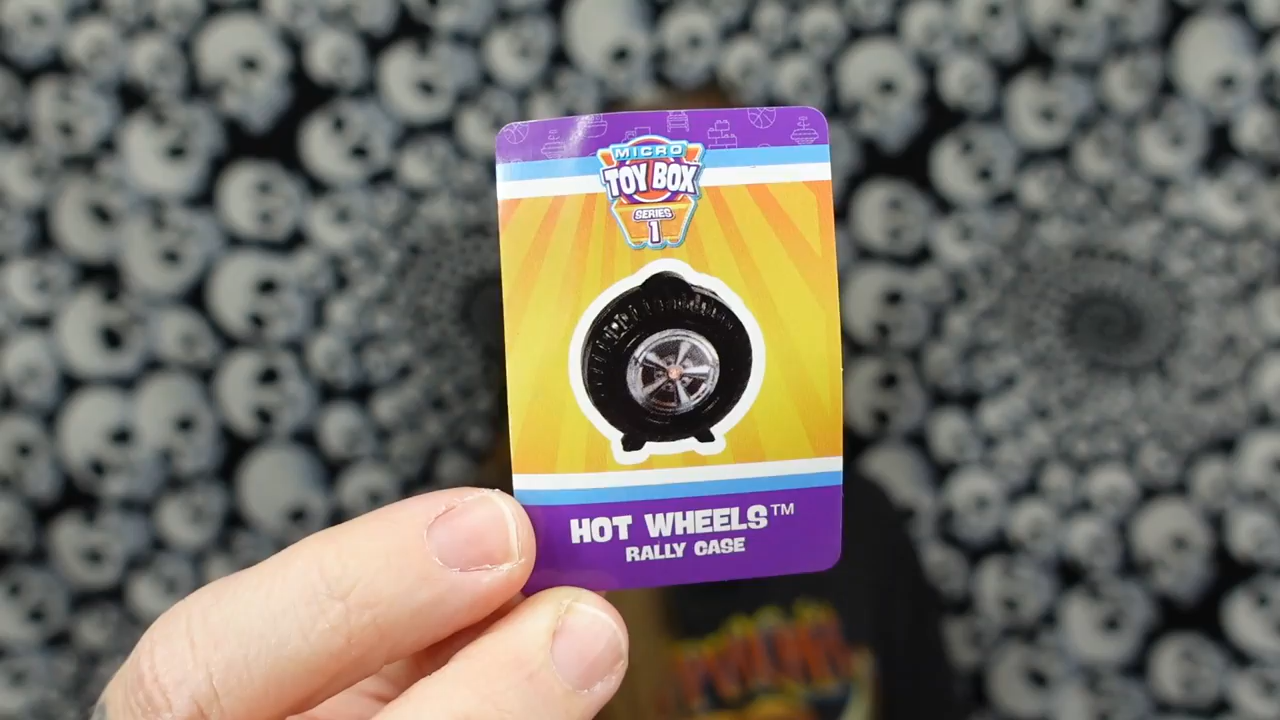 MICRO
TOY BOX
SERIES
1
HOT WHEELS™
RALLY CASE